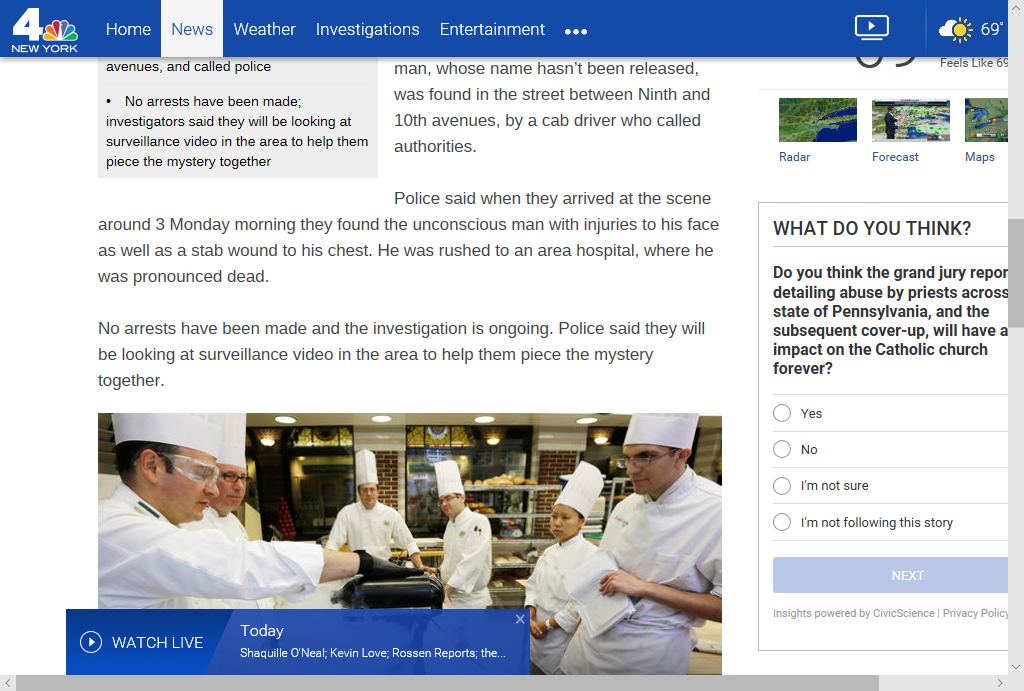 4
NEW YORK
Home
News
Weather
Investigations
Entertainment
69°
avenues, and called police
• No arrests have been made;
investigators said they will be looking at
surveillance video in the area to help them
piece the mystery together
man, whose name hasn't been released,
was found in the street between Ninth and
10th avenues, by a cab driver who called
authorities.
Police said when they arrived at the scene
around 3 Monday morning they found the unconscious man with injuries to his face
as well as a stab wound to his chest. He was rushed to an area hospital, where he
was pronounced dead.
No arrests have been made and the investigation is ongoing. Police said they will
be looking at surveillance video in the area to help them piece the mystery
together.
WATCH LIVE
Today
Shaquille O'Neal; Kevin Love; Rossen Reports; the...
Feels Like 69
Radar
Forecast
Maps
WHAT DO YOU THINK?
Do you think the grand jury repor
detailing abuse by priests across
state of Pennsylvania, and the
subsequent cover-up, will have a
impact on the Catholic church
forever?
Yes
No
I'm not sure
I'm not following this story
NEXT
Insights powered by CivicScience | Privacy Policy